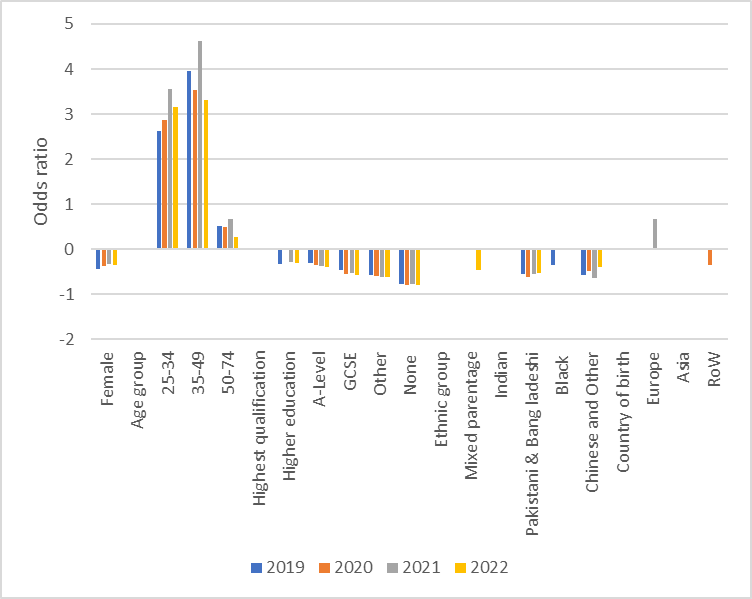 5
4
3
2
1
0
-1
-2
Odds ratio
Female
Age group
25-34
35-49
50-74
Highest qualification
Higher education
A-Level
GCSE
Other
None
Ethnic group
Mixed parentage
Indian
Pakistani & Bang ladeshi
Black
Chinese and Other
Country of birth
Europe
Asia
RoW
2019 2020 2021 2022